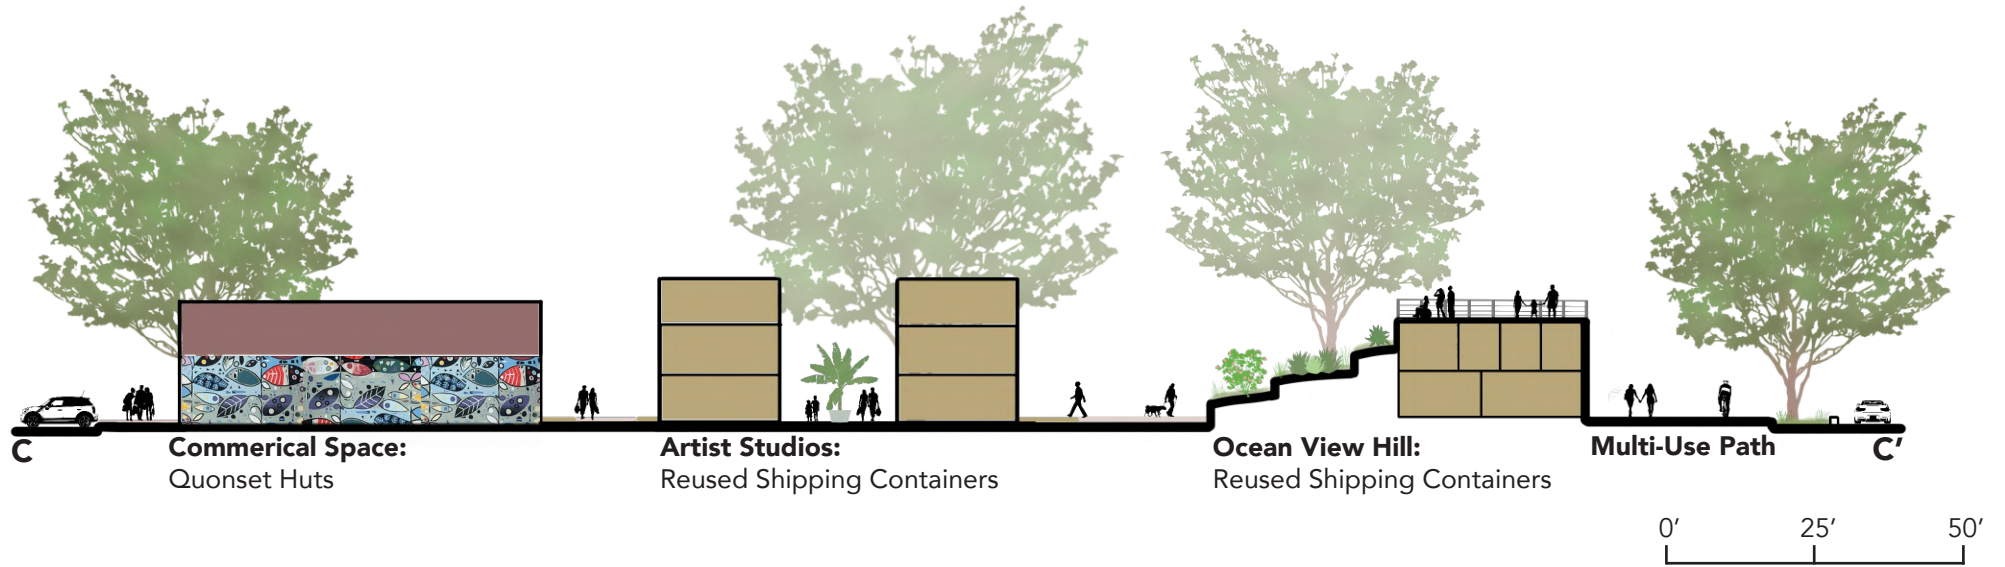 C
Commerical Space:
Quonset Huts
Artist Studios:
Reused Shipping Containers
Ocean View Hill:
Reused Shipping Containers
Multi-Use Path
C’
0’ 25’ 50’